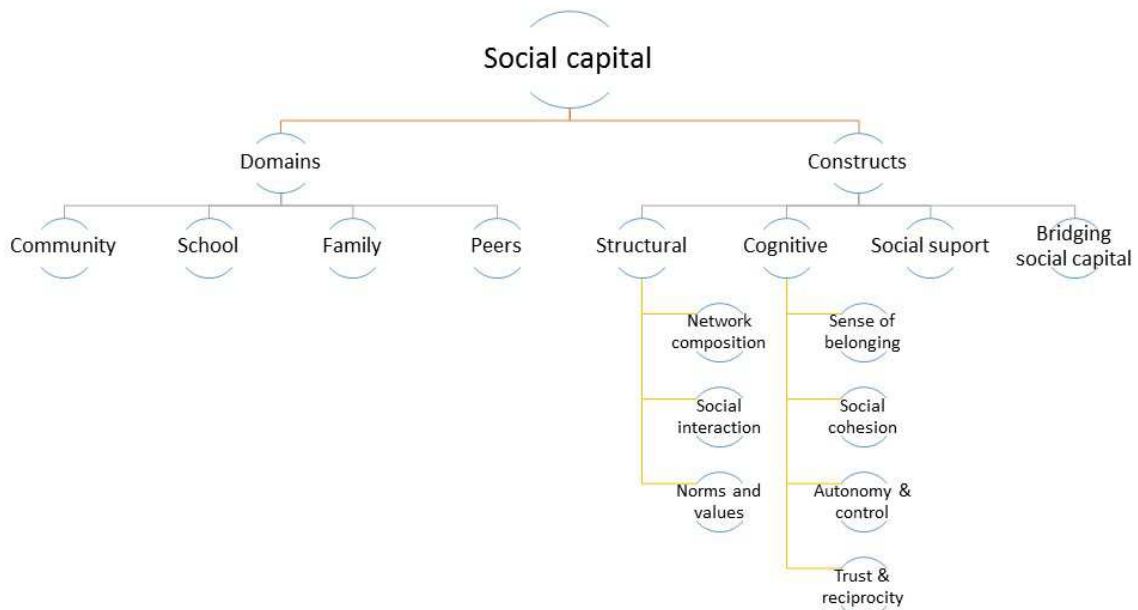 Social capital
Domains
Constructs
Community
School
Family
Peers
Structural
Cognitive
Social suport
Bridging
social capital
Network
composition
Sense of
belonging
Social
interaction
Social
cohesion
Norms and
values
Autonomy &
control
Trust &
reciprocity